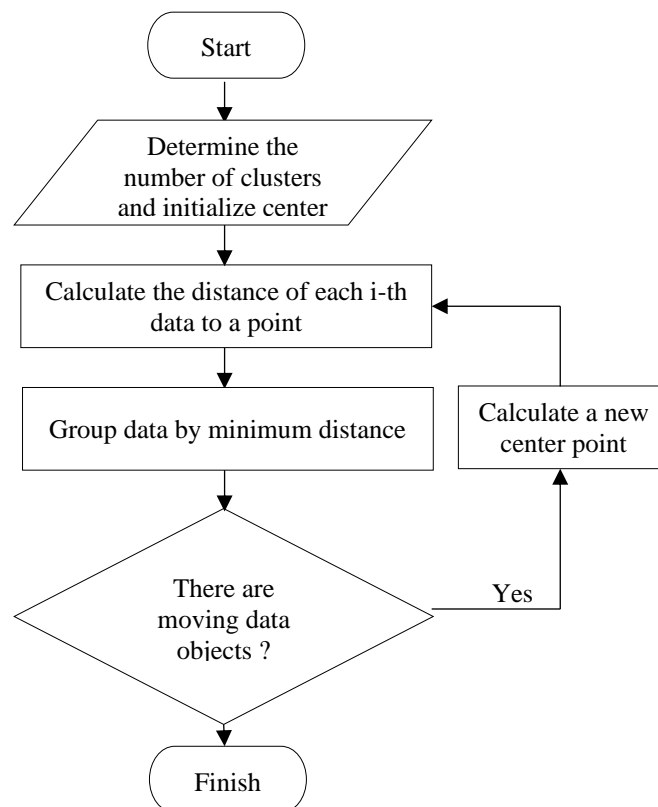 Start
Determine the
number of clusters
and initialize center
Calculate the distance of each i-th
data to a point
Group data by minimum distance
Calculate a new
center point
There are
moving data
objects ?
Yes
Finish